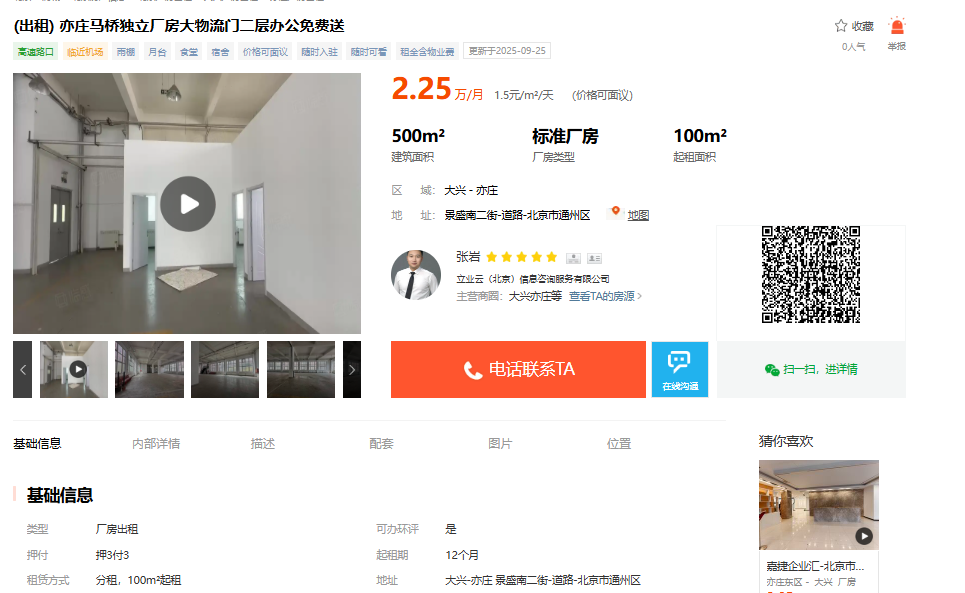 (出租) 亦庄马桥独立厂房大物流门二层办公免费送
收藏
0人气
举报
高速路口 临近机场 雨棚 月台 食堂 宿舍 价格可面议 随时入驻 随时可看 租金含物业费 更新于2025-09-25
2.25 万/月 1.5元/m²/天 (价格可面议)
500m² 标准厂房 100m²
建筑面积 厂房类型 起租面积
区 域: 大兴 - 亦庄
地 址: 景盛南二街-道路-北京市通州区 地图
张岩
立业云（北京）信息咨询服务有限公司
主营商圈: 大兴亦庄等 查看TA的房源 >
电话联系TA
在线沟通
扫一扫，进详情
基础信息 内部详情 描述 配套 图片 位置
猜你喜欢
基础信息
类型 厂房出租 可办环评 是
押付 押3付3 起租期 12个月
租赁方式 分租，100m²起租 地址 大兴-亦庄 景盛南二街-道路-北京市通州区
嘉捷企业汇-北京市...
亦庄东区 - 大兴 厂房